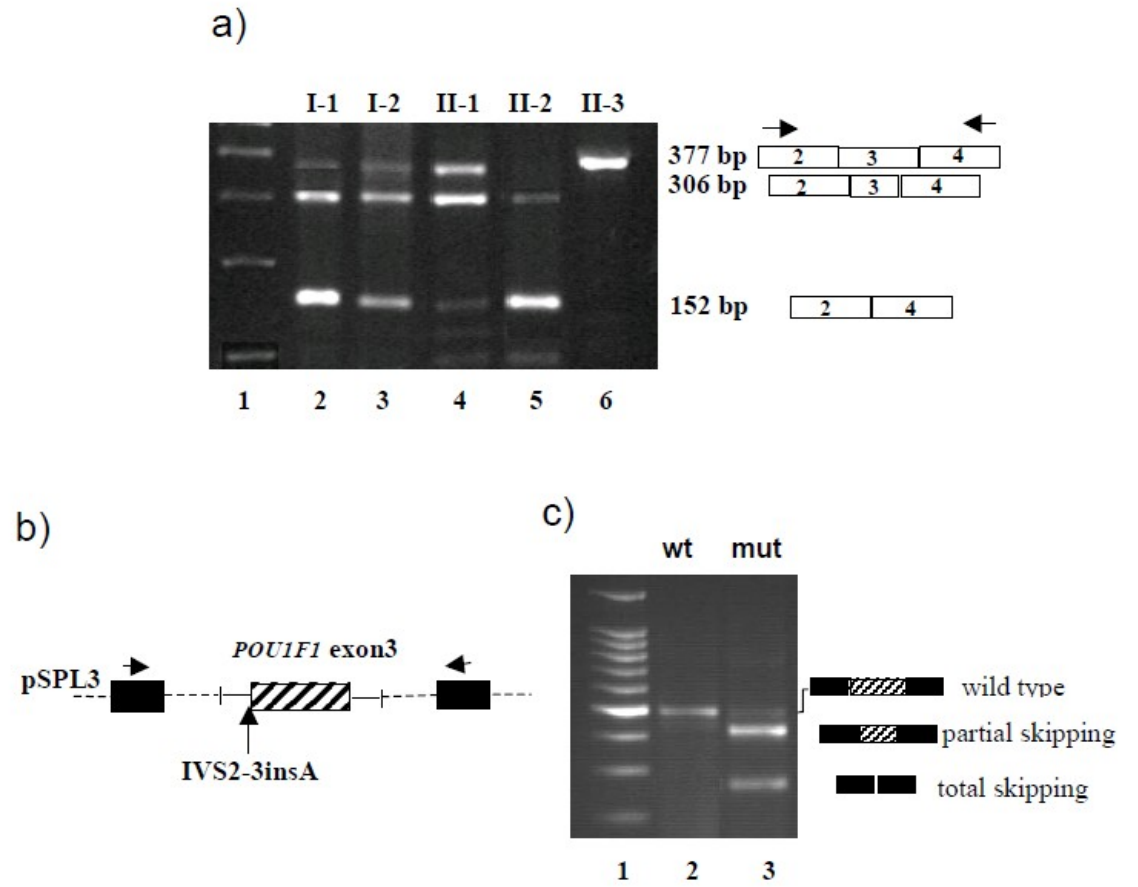 a)
I-1 I-2 II-1 II-2 II-3
377 bp 2 3 4
306 bp 2 3 4
152 bp 2 4
1 2 3 4 5 6
b)
POU1F1 exon3
pSPL3
IVS2-3insA
c)
wt mut
wild type
partial skipping
total skipping
1 2 3